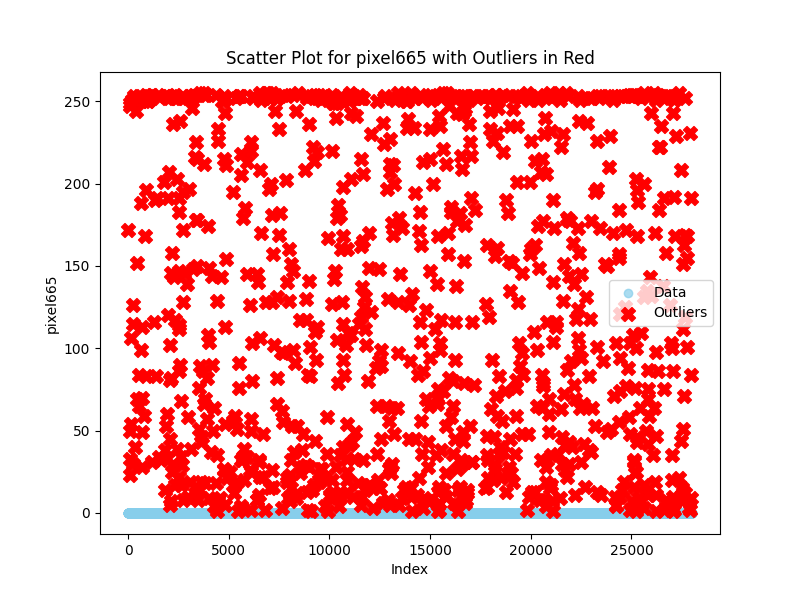 Scatter Plot for pixel665 with Outliers in Red
250
200
150
100
50
0
pixel665
Data
Outliers
0
5000
10000
15000
20000
25000
Index